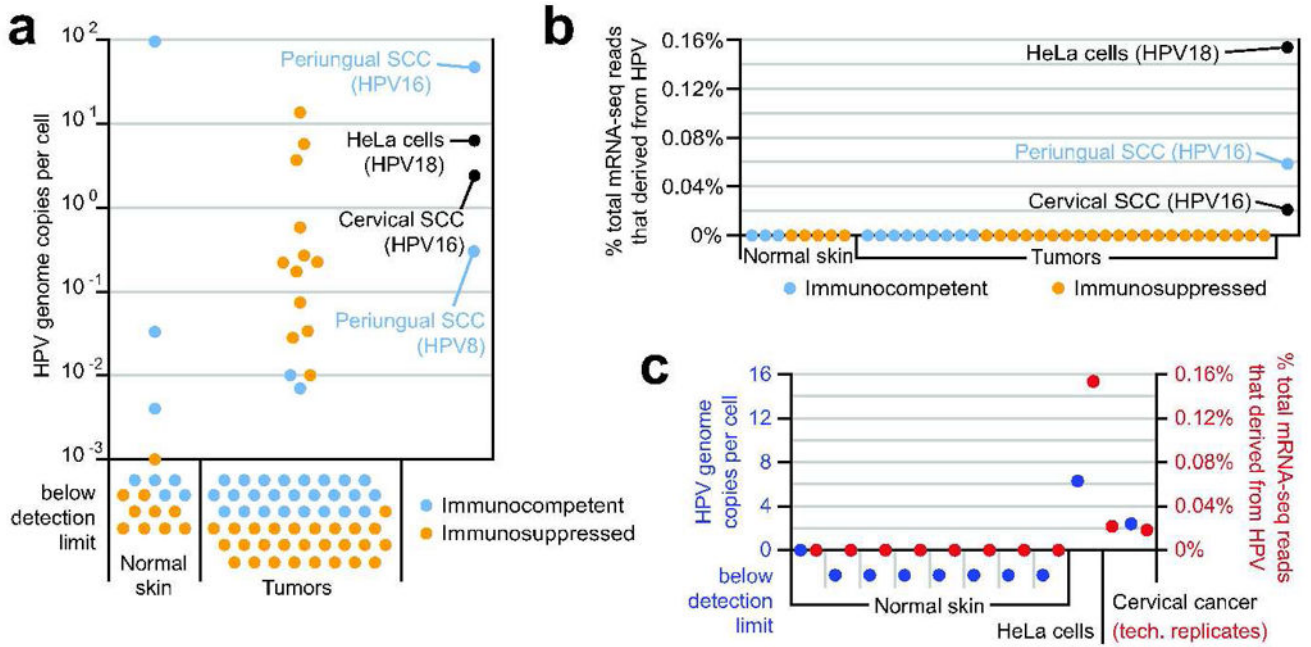 a
HPV genome copies per cell
10^2
10^1
10^0
10^-1
10^-2
10^-3
Periungual SCC
(HPV16)
HeLa cells
(HPV18)
Cervical SCC
(HPV16)
Periungual SCC
(HPV8)
below
detection
limit
Normal
skin
Tumors
Immunocompetent
Immunosuppressed
b
% total mRNA-seq reads
that derived from HPV
0.16%
0.12%
0.08%
0.04%
0%
HeLa cells (HPV18)
Periungual SCC (HPV16)
Cervical SCC (HPV16)
Normal skin
Tumors
Immunocompetent
Immunosuppressed
c
HPV genome
copies per cell
16
12
8
4
0
below
detection
limit
Normal skin
HeLa cells
Cervical cancer
(tech. replicates)
0.16%
0.12%
0.08%
0.04%
0%
% total mRNA-seq reads
that derived from HPV